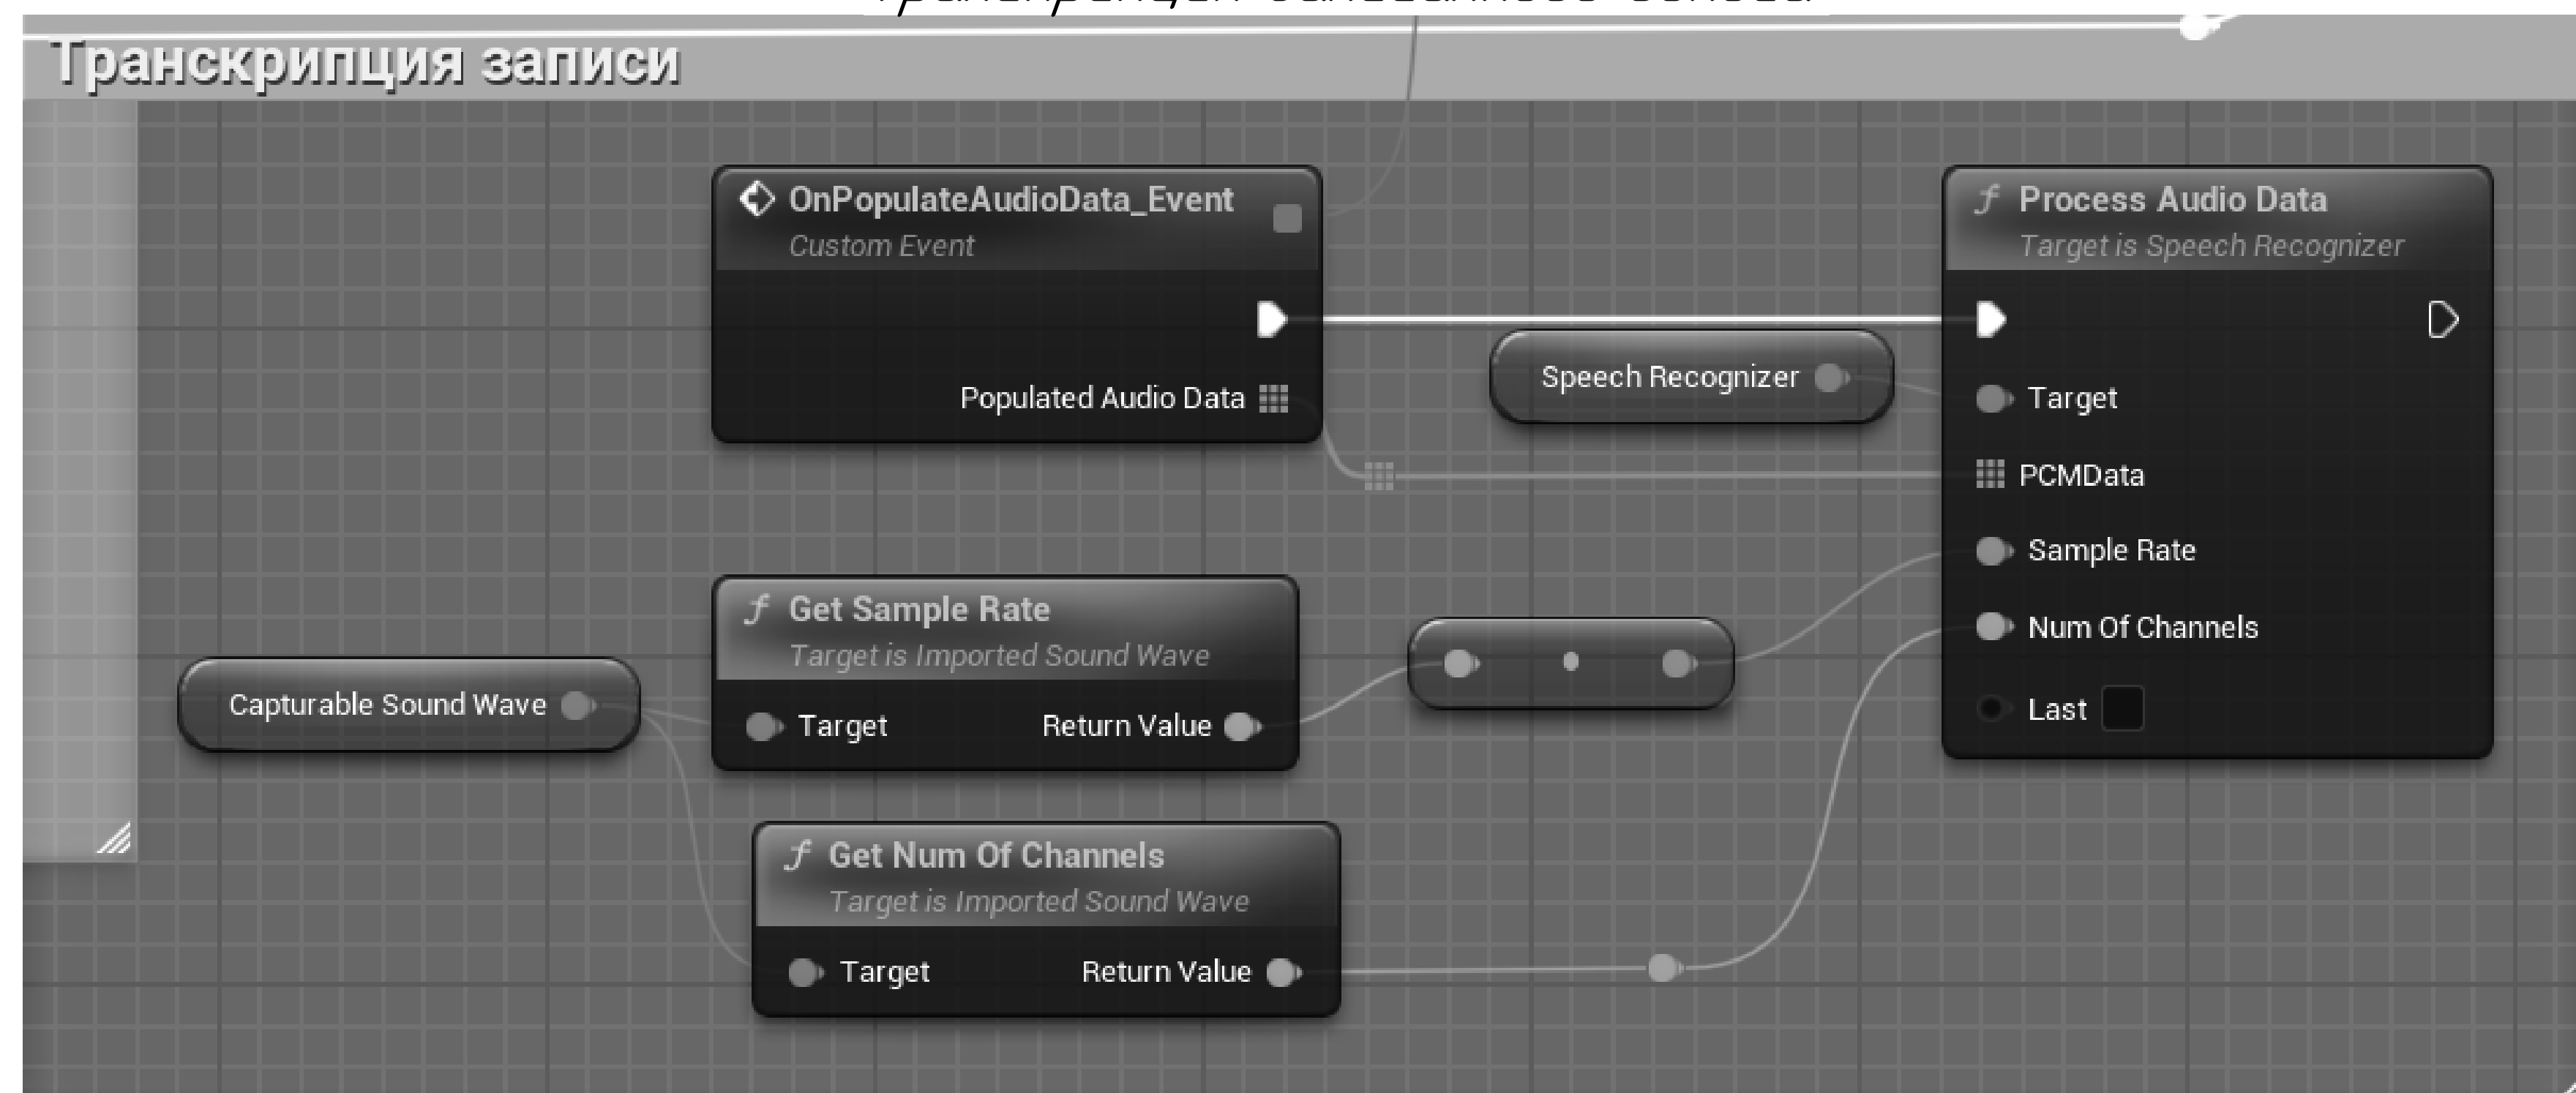 Транскрипция записи
OnPopulateAudioData_Event
Custom Event
Populated Audio Data
Speech Recognizer
Process Audio Data
Target is Speech Recognizer
Target
PCMData
Sample Rate
Num Of Channels
Last
Capturable Sound Wave
Get Sample Rate
Target is Imported Sound Wave
Target Return Value
Get Num Of Channels
Target is Imported Sound Wave
Target Return Value